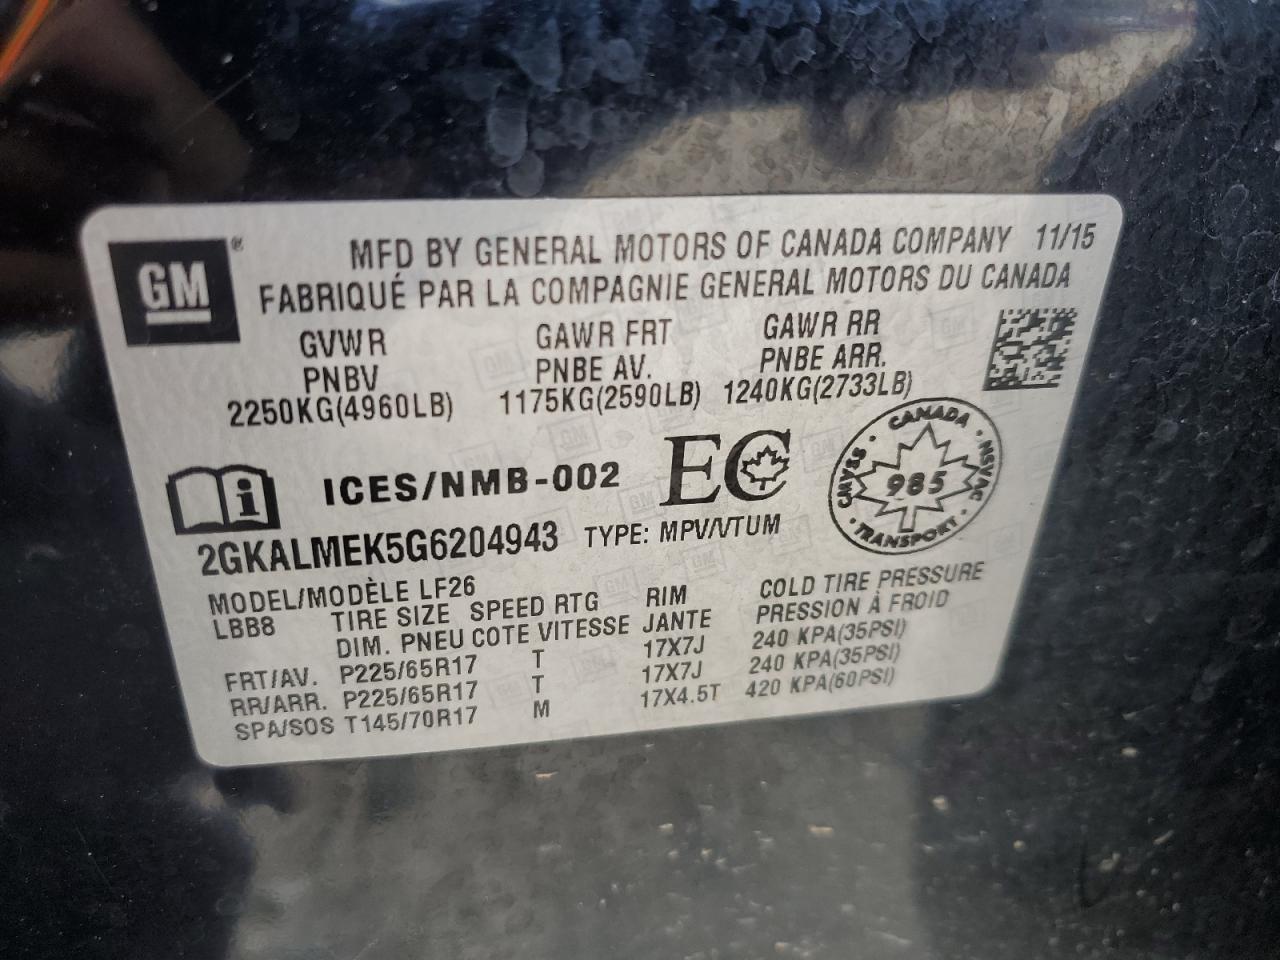 GM®
MFD BY GENERAL MOTORS OF CANADA COMPANY 11/15
FABRIQUÉ PAR LA COMPAGNIE GENERAL MOTORS DU CANADA
GVWR GAWR FRT GAWR RR
PNBV PNBE AV. PNBE ARR.
2250KG(4960LB) 1175KG(2590LB) 1240KG(2733LB)
i ICES/NMB-002 EC
CANADA
CMVSS · NSVAC
985
TRANSPORT
2GKALMEK5G6204943 TYPE: MPV/VTUM
MODEL/MODÈLE LF26
LBB8 TIRE SIZE SPEED RTG RIM COLD TIRE PRESSURE
DIM. PNEU COTE VITESSE JANTE PRESSION À FROID
FRT/AV. P225/65R17 T 17X7J 240 KPA(35PSI)
RR/ARR. P225/65R17 T 17X7J 240 KPA(35PSI)
SPA/SOS T145/70R17 M 17X4.5T 420 KPA(60PSI)